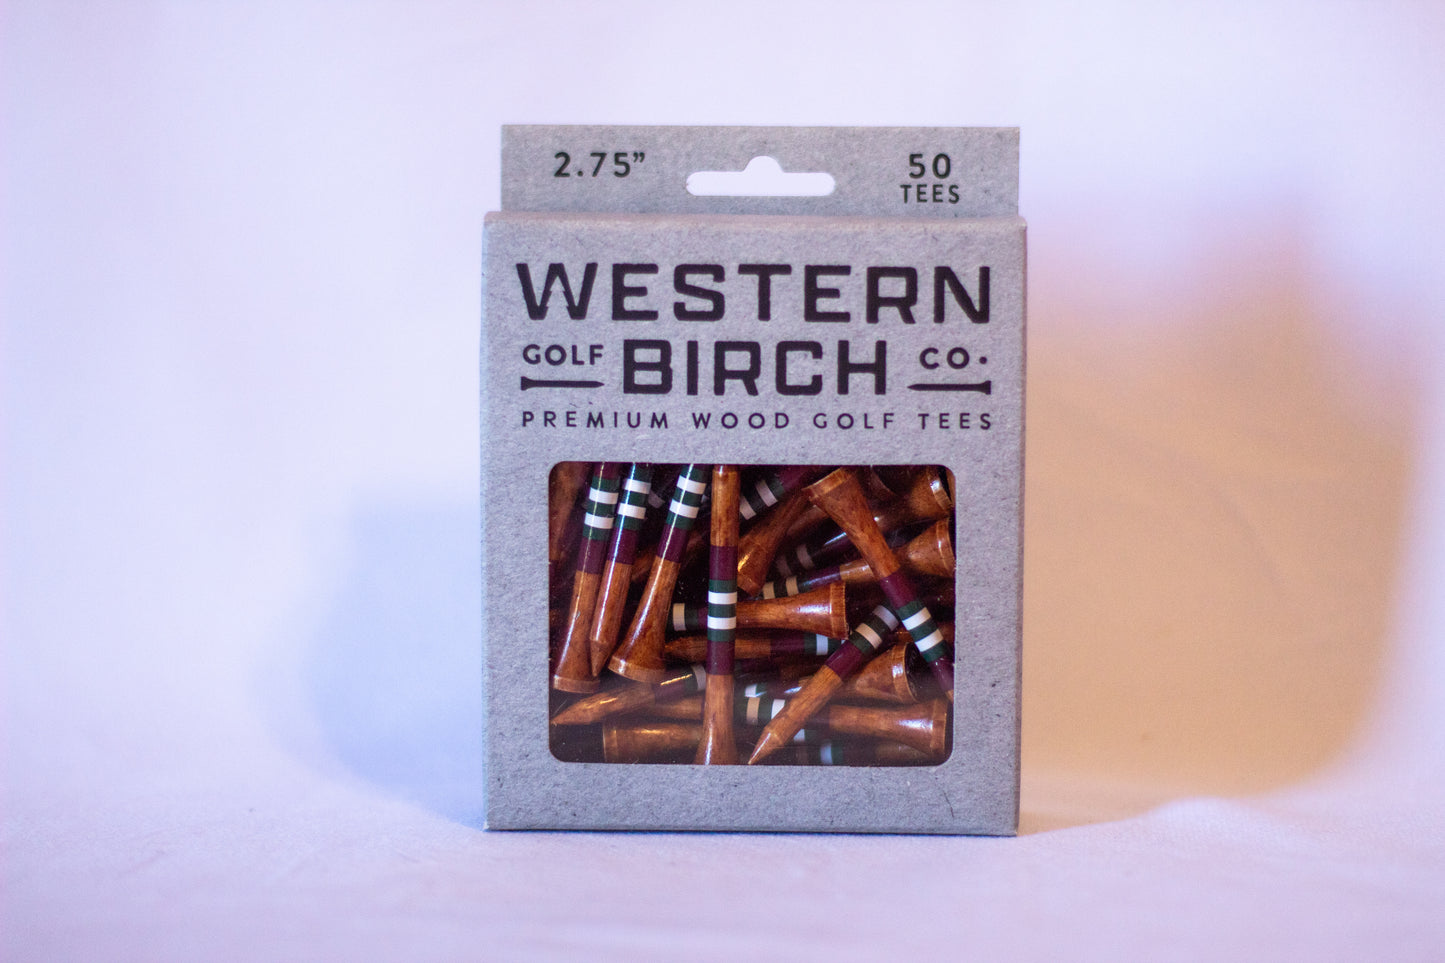 2.75” 50
TEES
WESTERN
GOLF BIRCH CO.
PREMIUM WOOD GOLF TEES